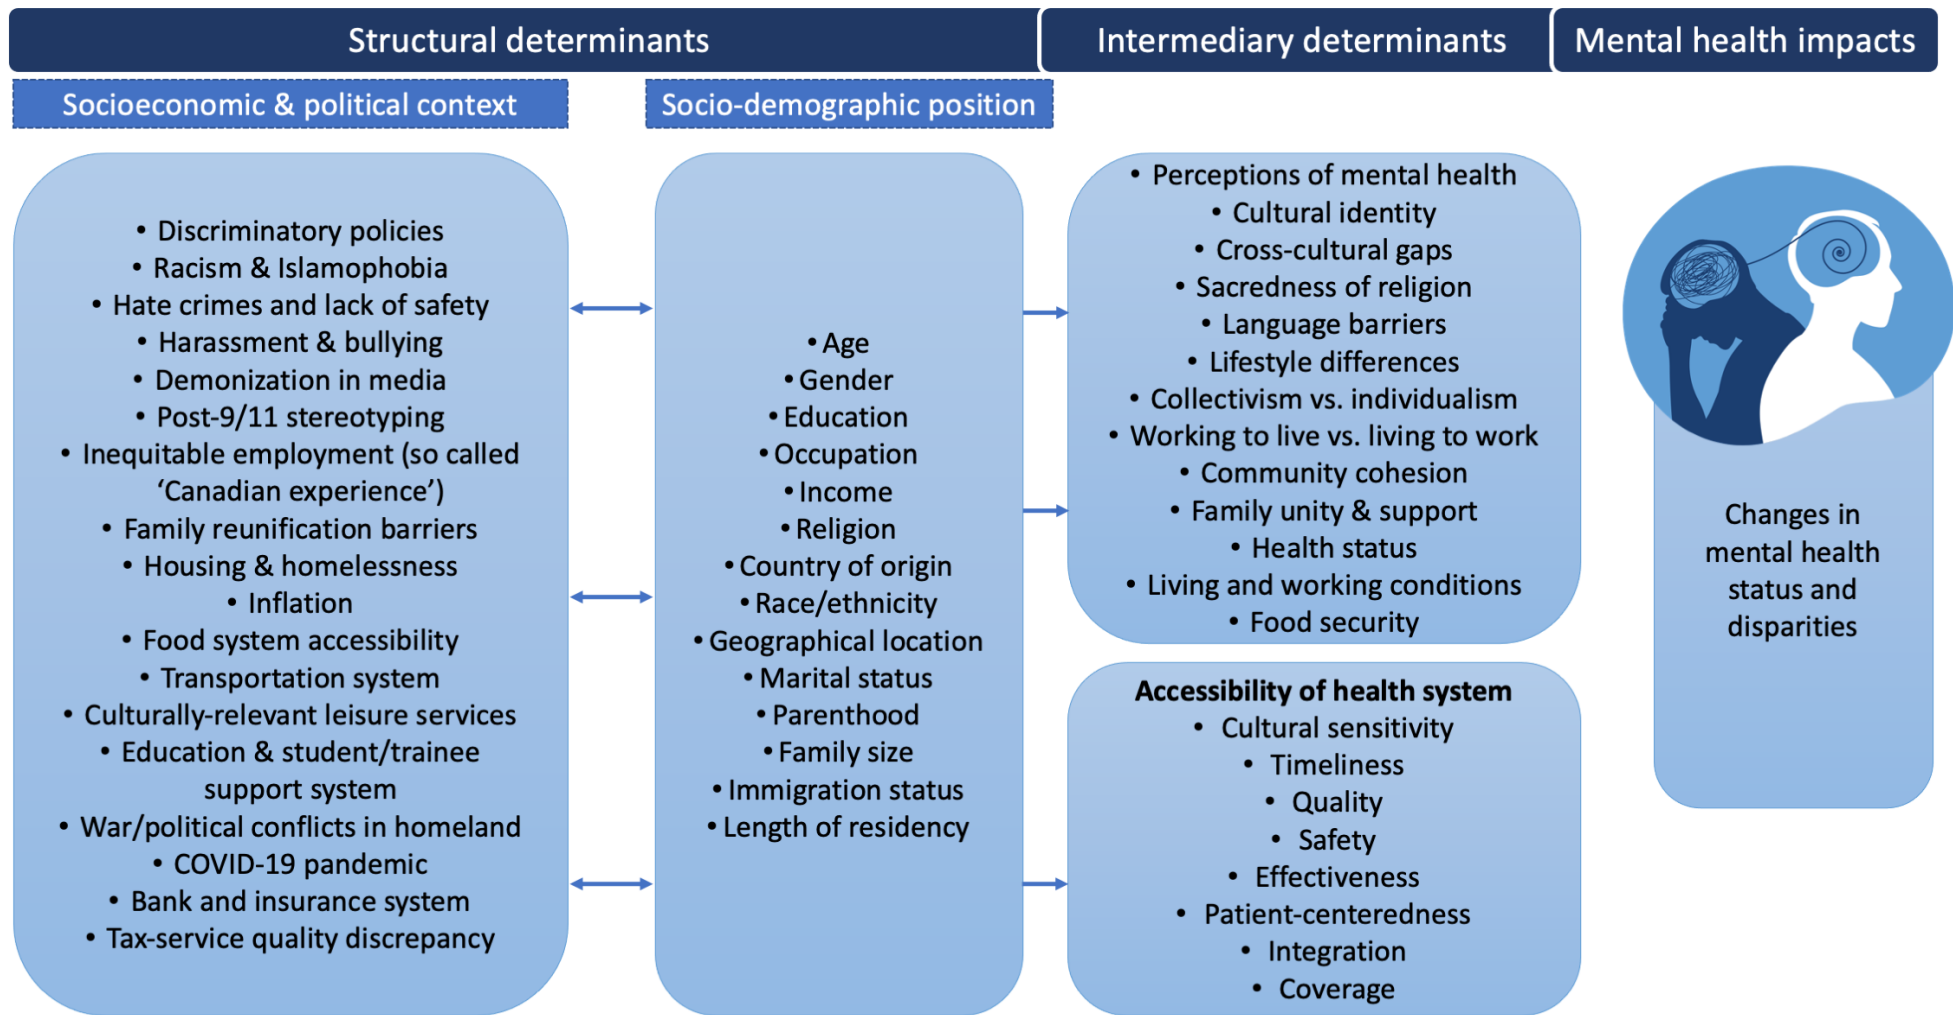 Structural determinants
Intermediary determinants
Mental health impacts
Socioeconomic & political context
Socio-demographic position
• Discriminatory policies
• Racism & Islamophobia
• Hate crimes and lack of safety
• Harassment & bullying
• Demonization in media
• Post-9/11 stereotyping
• Inequitable employment (so called
‘Canadian experience’)
• Family reunification barriers
• Housing & homelessness
• Inflation
• Food system accessibility
• Transportation system
• Culturally-relevant leisure services
• Education & student/trainee
support system
• War/political conflicts in homeland
• COVID-19 pandemic
• Bank and insurance system
• Tax-service quality discrepancy
• Age
• Gender
• Education
• Occupation
• Income
• Religion
• Country of origin
• Race/ethnicity
• Geographical location
• Marital status
• Parenthood
• Family size
• Immigration status
• Length of residency
• Perceptions of mental health
• Cultural identity
• Cross-cultural gaps
• Sacredness of religion
• Language barriers
• Lifestyle differences
• Collectivism vs. individualism
• Working to live vs. living to work
• Community cohesion
• Family unity & support
• Health status
• Living and working conditions
• Food security
Accessibility of health system
• Cultural sensitivity
• Timeliness
• Quality
• Safety
• Effectiveness
• Patient-centeredness
• Integration
• Coverage
Changes in
mental health
status and
disparities